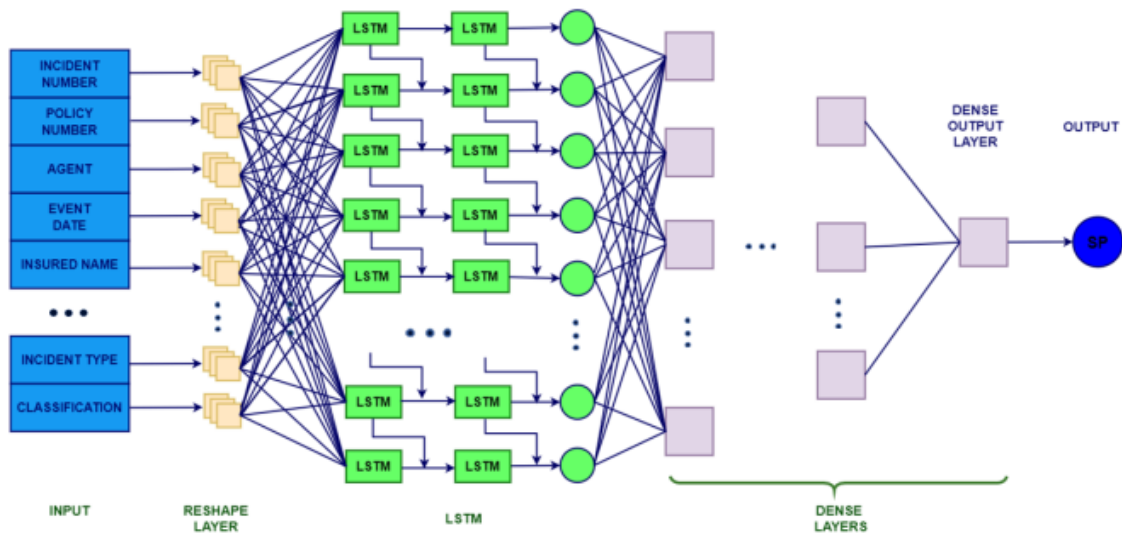 INCIDENT
NUMBER
POLICY
NUMBER
AGENT
EVENT
DATE
INSURED NAME
INCIDENT TYPE
CLASSIFICATION
LSTM LSTM
LSTM LSTM
LSTM LSTM
LSTM LSTM
LSTM LSTM
LSTM LSTM
LSTM LSTM
DENSE
OUTPUT
LAYER
OUTPUT
SP
INPUT
RESHAPE
LAYER
LSTM
DENSE
LAYERS